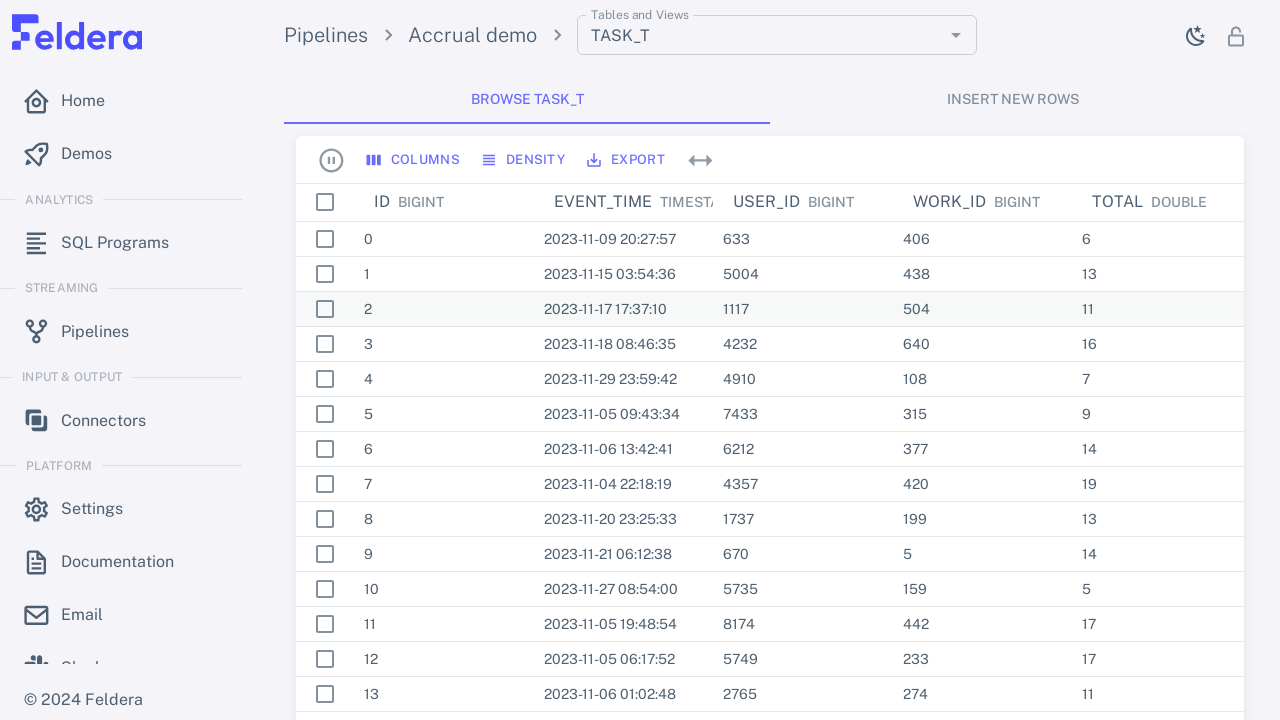 Feldera
Pipelines
Accrual demo
Tables and Views
TASK_T
Home
Demos
ANALYTICS
SQL Programs
STREAMING
Pipelines
INPUT & OUTPUT
Connectors
PLATFORM
Settings
Documentation
Email
© 2024 Feldera
BROWSE TASK_T
INSERT NEW ROWS
COLUMNS DENSITY EXPORT
ID BIGINT EVENT_TIME USER_ID BIGINT WORK_ID BIGINT TOTAL DOUBLE
0 2023-11-09 20:27:57 633 406 6
1 2023-11-15 03:54:36 5004 438 13
2 2023-11-17 17:37:10 1117 504 11
3 2023-11-18 08:46:35 4232 640 16
4 2023-11-29 23:59:42 4910 108 7
5 2023-11-05 09:43:34 7433 315 9
6 2023-11-06 13:42:41 6212 377 14
7 2023-11-04 22:18:19 4357 420 19
8 2023-11-20 23:25:33 1737 199 13
9 2023-11-21 06:12:38 670 5 14
10 2023-11-27 08:54:00 5735 159 5
11 2023-11-05 19:48:54 8174 442 17
12 2023-11-05 06:17:52 5749 233 17
13 2023-11-06 01:02:48 2765 274 11